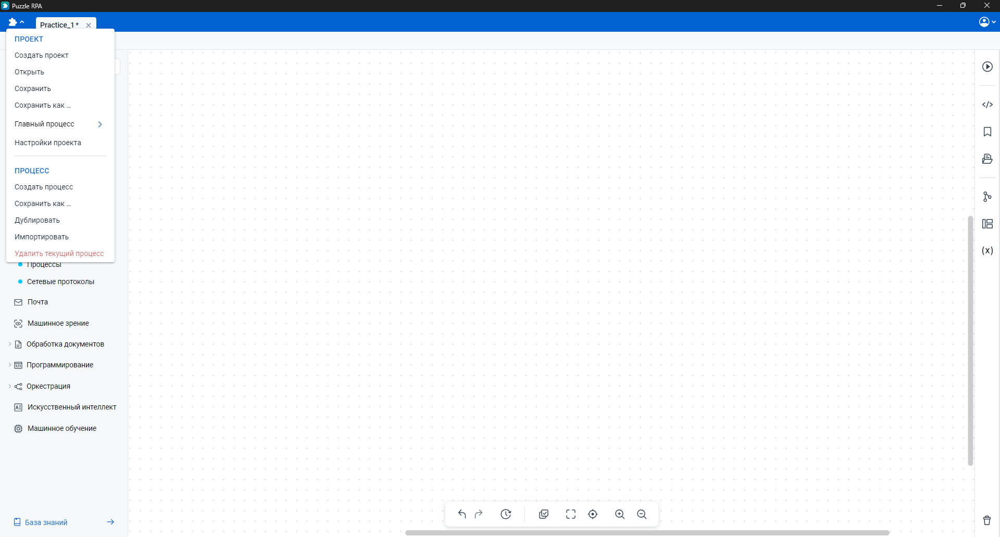 Puzzle RPA
Practice_1 *
ПРОЕКТ
Создать проект
Открыть
Сохранить
Сохранить как ...
Главный процесс
Настройки проекта
ПРОЦЕСС
Создать процесс
Сохранить как ...
Дублировать
Импортировать
Удалить текущий процесс
Процессы
Сетевые протоколы
Почта
Машинное зрение
Обработка документов
Программирование
Оркестрация
AI Искусственный интеллект
Машинное обучение
База знаний
</>
(x)